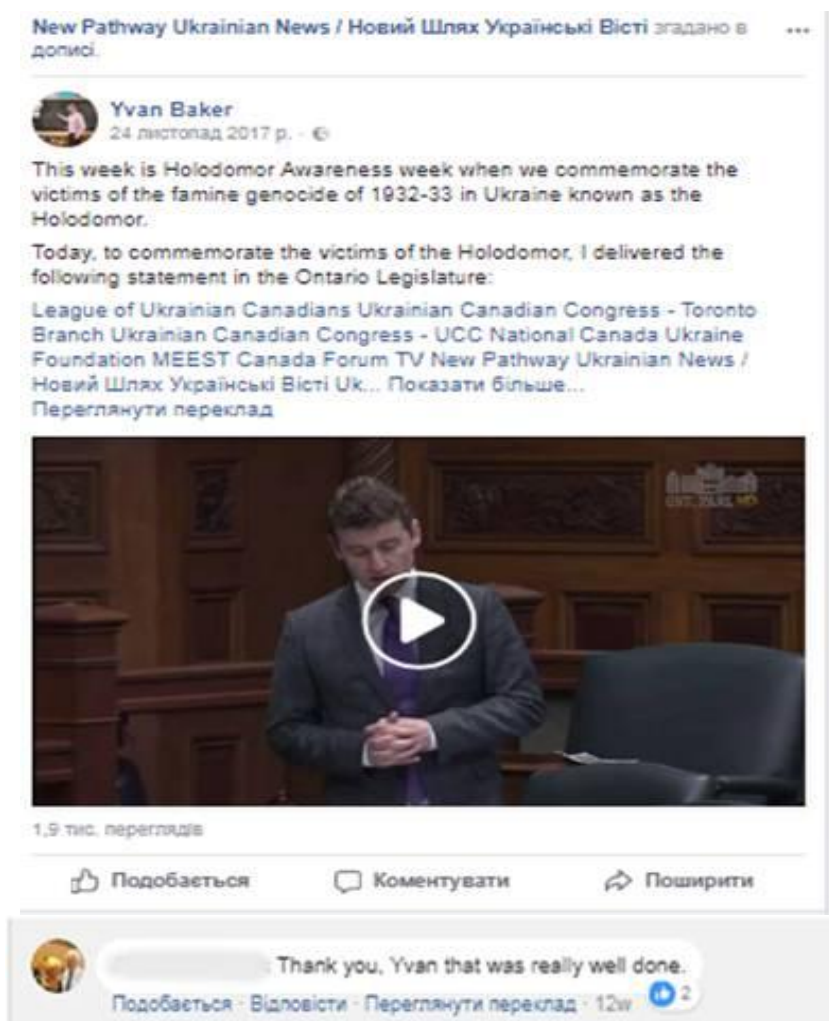 New Pathway Ukrainian News / Новий Шлях Українські Вісті згадано в
дописі.
Yvan Baker
24 листопад 2017 р. ·
This week is Holodomor Awareness week when we commemorate the
victims of the famine genocide of 1932-33 in Ukraine known as the
Holodomor.
Today, to commemorate the victims of the Holodomor, I delivered the
following statement in the Ontario Legislature:
League of Ukrainian Canadians Ukrainian Canadian Congress - Toronto
Branch Ukrainian Canadian Congress - UCC National Canada Ukraine
Foundation MEEST Canada Forum TV New Pathway Ukrainian News /
Новий Шлях Українські Вісті Uk... Показати більше...
Переглянути переклад
HD
1,9 тис. переглядів
Подобається Коментувати Поширити
Thank you, Yvan that was really well done.
Подобається · Відповісти · Переглянути переклад · 12w 2